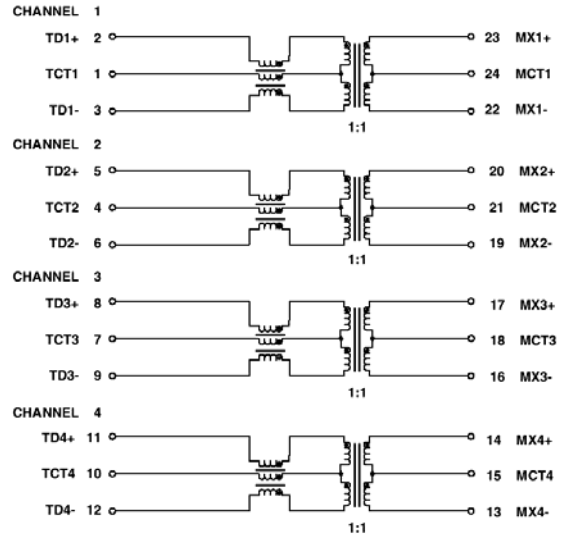 CHANNEL 1
TD1+ 2 23 MX1+
TCT1 1 24 MCT1
TD1- 3 22 MX1-
1:1
CHANNEL 2
TD2+ 5 20 MX2+
TCT2 4 21 MCT2
TD2- 6 19 MX2-
1:1
CHANNEL 3
TD3+ 8 17 MX3+
TCT3 7 18 MCT3
TD3- 9 16 MX3-
1:1
CHANNEL 4
TD4+ 11 14 MX4+
TCT4 10 15 MCT4
TD4- 12 13 MX4-
1:1